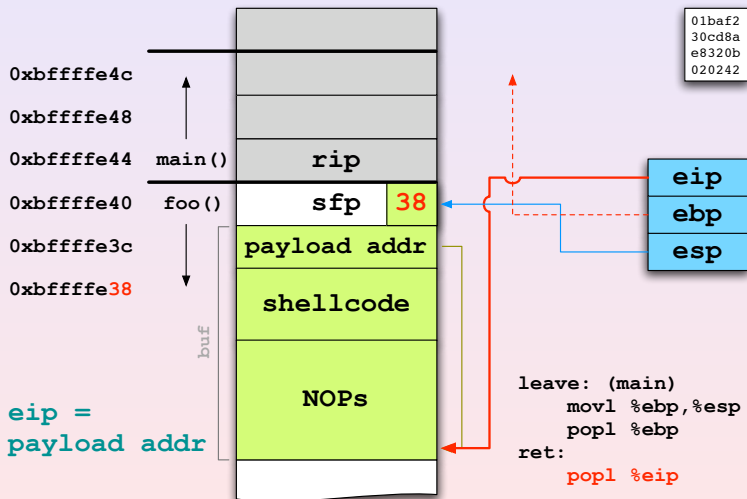 01baf2
30cd8a
e8320b
020242
0xbffffe4c
0xbffffe48
0xbffffe44 main() rip
eip
0xbffffe40 foo() sfp 38
ebp
0xbffffe3c payload addr
esp
0xbffffe38
shellcode
buf
NOPs
eip =
payload addr
leave: (main)
movl %ebp,%esp
popl %ebp
ret:
popl %eip